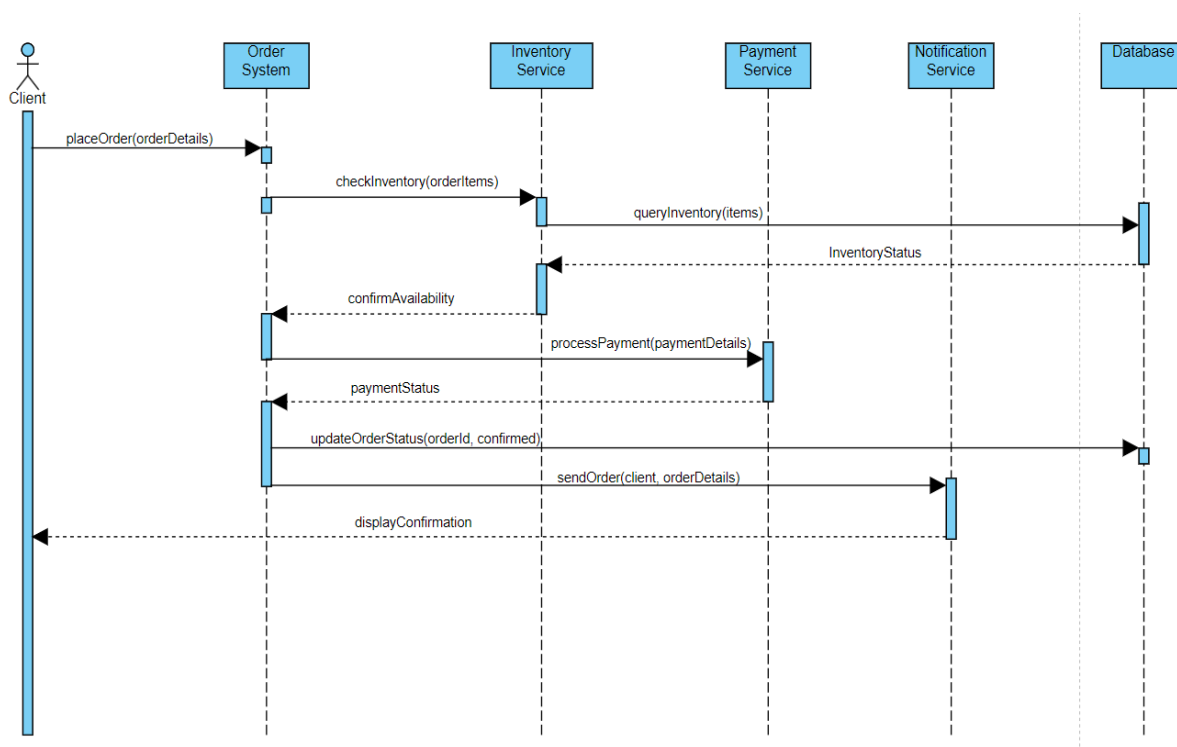 Order
System
Inventory
Service
Payment
Service
Notification
Service
Database
Client
placeOrder(orderDetails)
checkInventory(orderItems)
queryInventory(items)
InventoryStatus
confirmAvailability
processPayment(paymentDetails)
paymentStatus
updateOrderStatus(orderId, confirmed)
sendOrder(client, orderDetails)
displayConfirmation